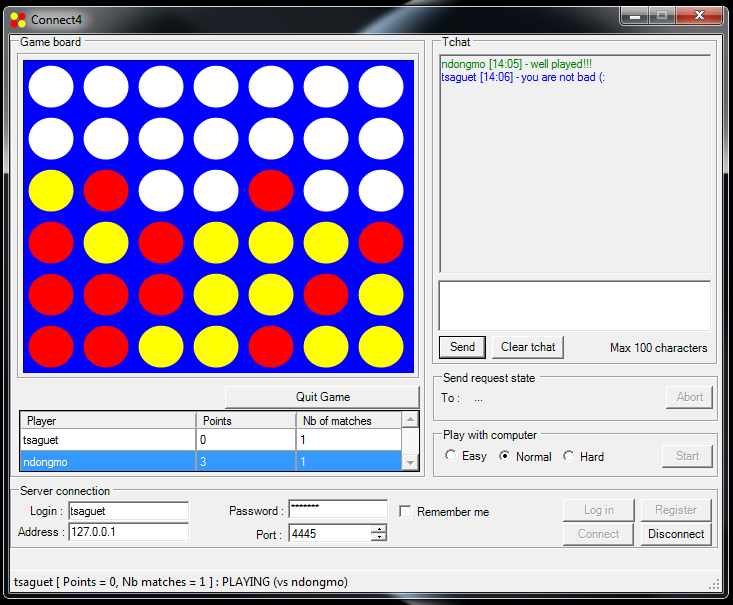 Connect4
Game board
Tchat
ndongmo [14:05] - well played!!!
tsaguet [14:06] - you are not bad (:
Send
Clear tchat
Max 100 characters
Quit Game
Player Points Nb of matches
tsaguet 0 1
ndongmo 3 1
Send request state
To : ...
Abort
Play with computer
Easy Normal Hard
Start
Server connection
Login : tsaguet
Password : *******
Remember me
Log in
Register
Address : 127.0.0.1
Port : 4445
Connect
Disconnect
tsaguet [ Points = 0, Nb matches = 1 ] : PLAYING (vs ndongmo)